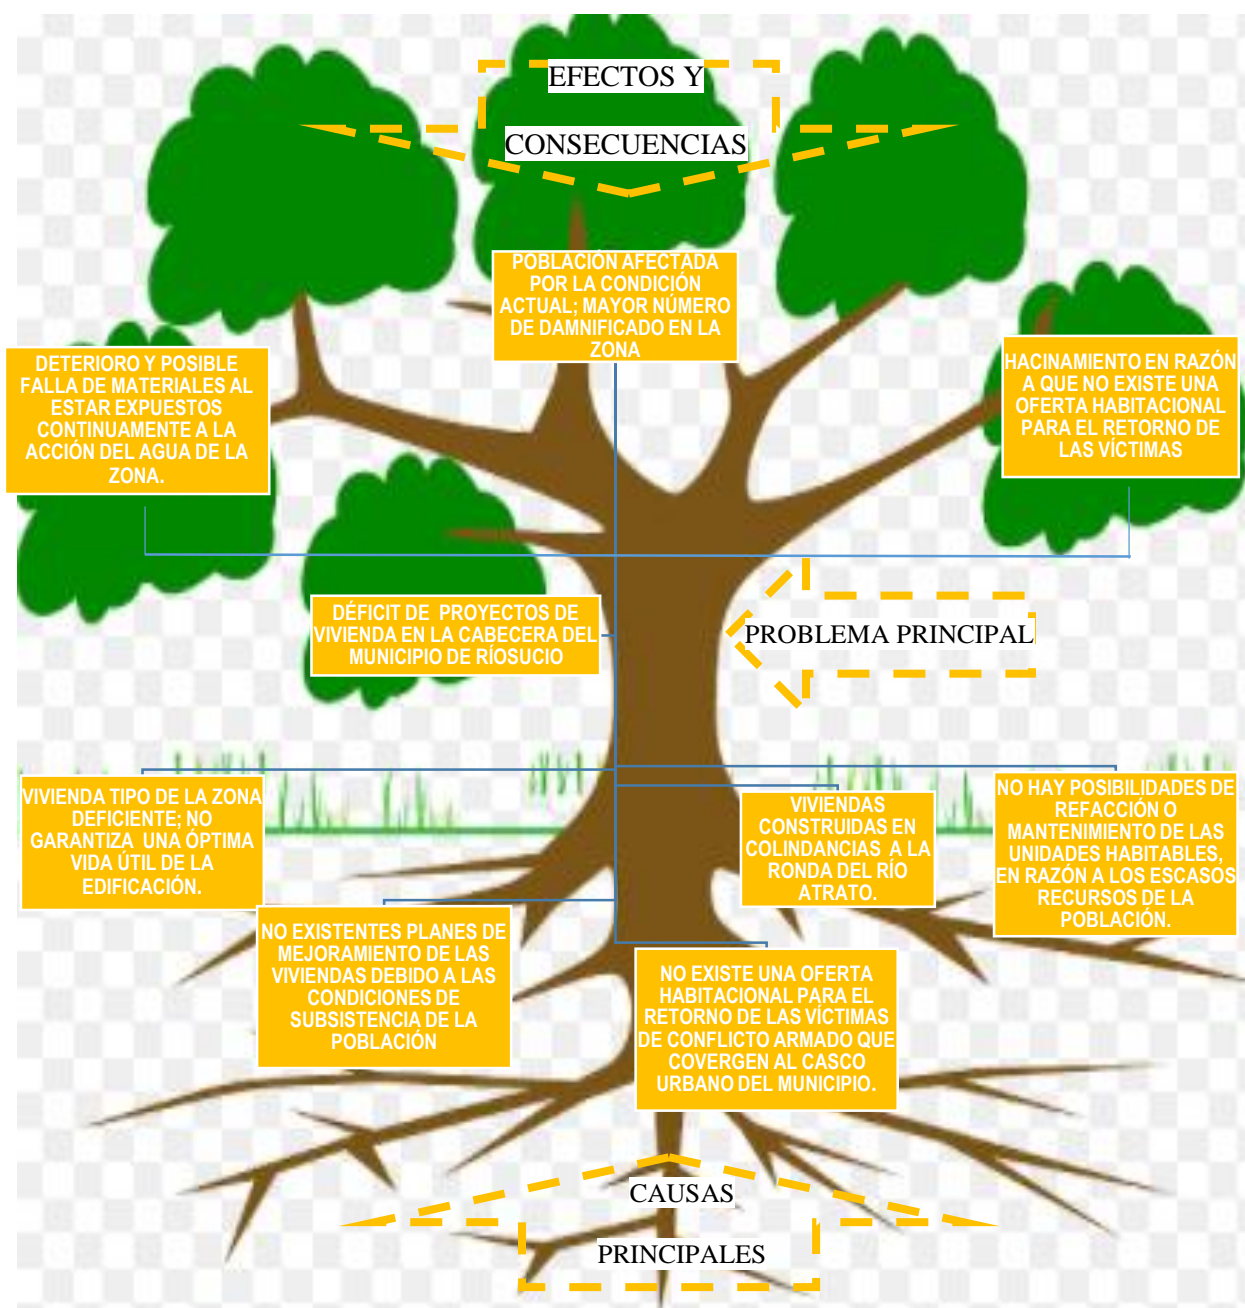 EFECTOS Y
CONSECUENCIAS
POBLACIÓN AFECTADA
POR LA CONDICIÓN
ACTUAL; MAYOR NÚMERO
DE DAMNIFICADO EN LA
ZONA
DETERIORO Y POSIBLE
FALLA DE MATERIALES AL
ESTAR EXPUESTOS
CONTINUAMENTE A LA
ACCIÓN DEL AGUA DE LA
ZONA.
HACINAMIENTO EN RAZÓN
A QUE NO EXISTE UNA
OFERTA HABITACIONAL
PARA EL RETORNO DE
LAS VÍCTIMAS
DÉFICIT DE PROYECTOS DE
VIVIENDA EN LA CABECERA DEL
MUNICIPIO DE RÍOSUCIO
PROBLEMA PRINCIPAL
VIVIENDA TIPO DE LA ZONA
DEFICIENTE; NO
GARANTIZA UNA ÓPTIMA
VIDA ÚTIL DE LA
EDIFICACIÓN.
VIVIENDAS
CONSTRUIDAS EN
COLINDANCIAS A LA
RONDA DEL RÍO
ATRATO.
NO HAY POSIBILIDADES DE
REFACCIÓN O
MANTENIMIENTO DE LAS
UNIDADES HABITABLES,
EN RAZÓN A LOS ESCASOS
RECURSOS DE LA
POBLACIÓN.
NO EXISTENTES PLANES DE
MEJORAMIENTO DE LAS
VIVIENDAS DEBIDO A LAS
CONDICIONES DE
SUBSISTENCIA DE LA
POBLACIÓN
NO EXISTE UNA OFERTA
HABITACIONAL PARA EL
RETORNO DE LAS VÍCTIMAS
DE CONFLICTO ARMADO QUE
COVERGEN AL CASCO
URBANO DEL MUNICIPIO.
CAUSAS
PRINCIPALES